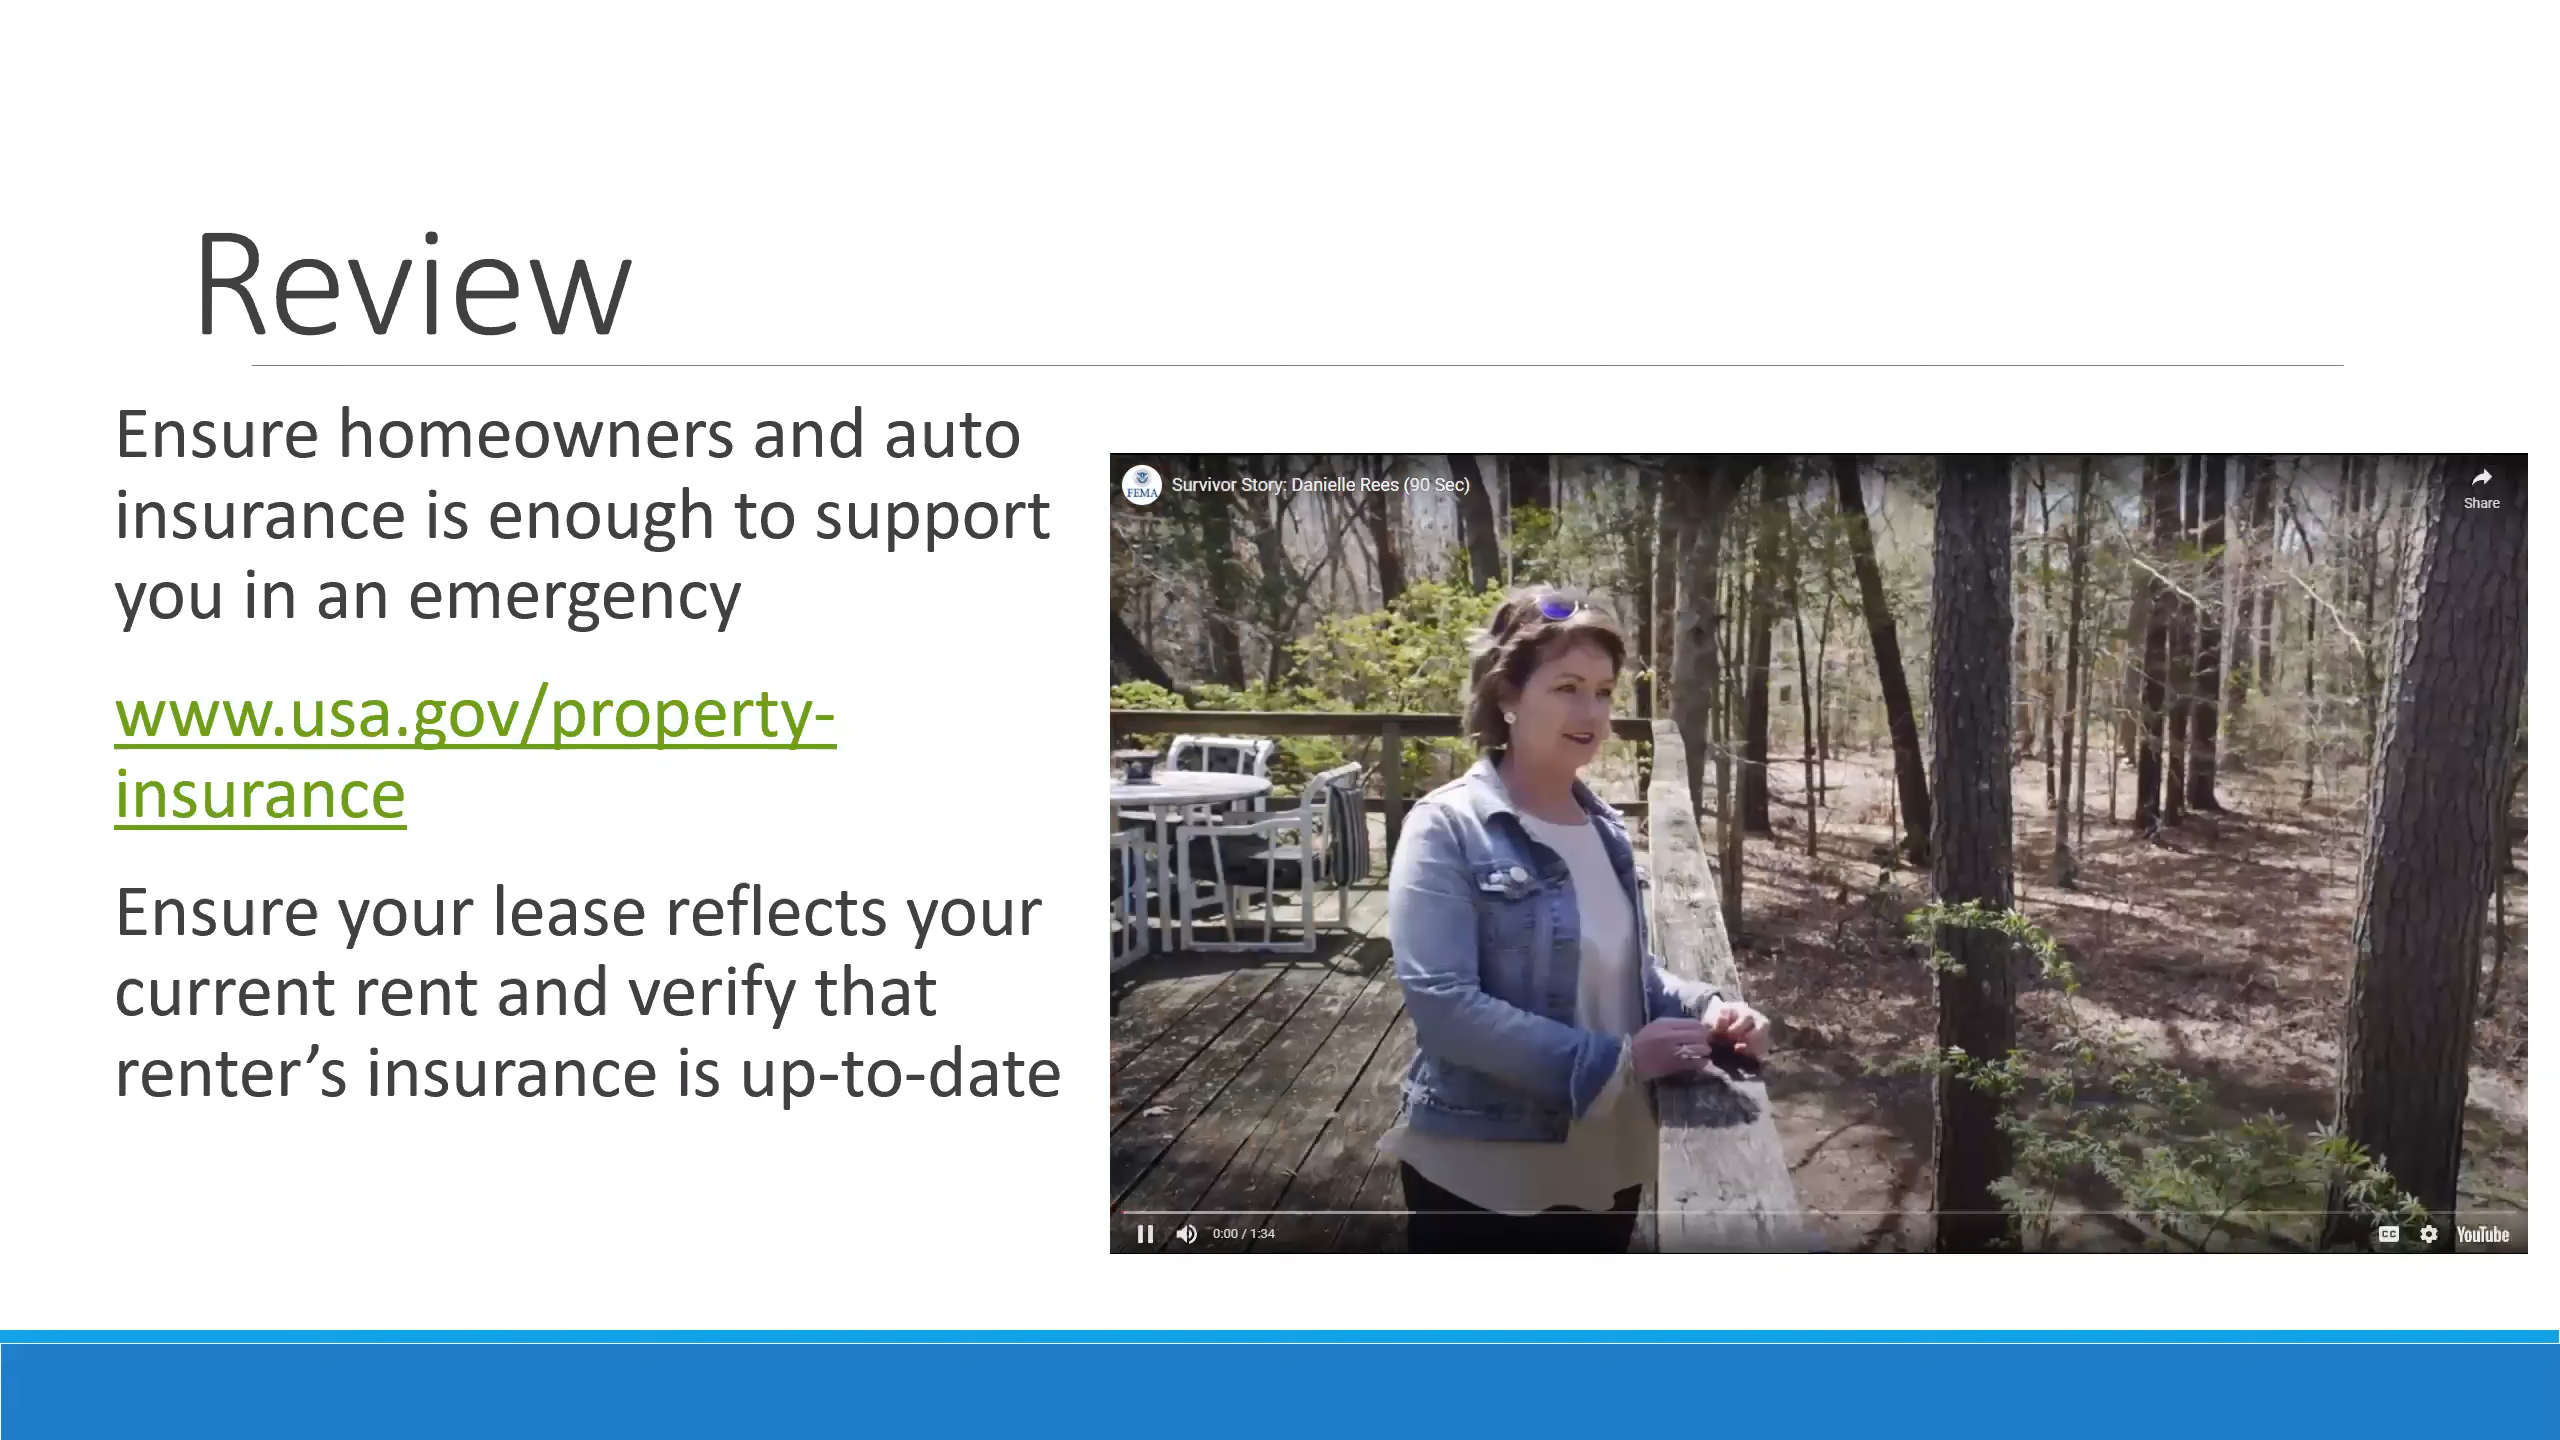 Review
Ensure homeowners and auto
insurance is enough to support
you in an emergency
www.usa.gov/property-
insurance
Ensure your lease reflects your
current rent and verify that
renter’s insurance is up-to-date
FEMA
Survivor Story: Danielle Rees (90 Sec)
Share
0:00 / 1:34
CC
YouTube